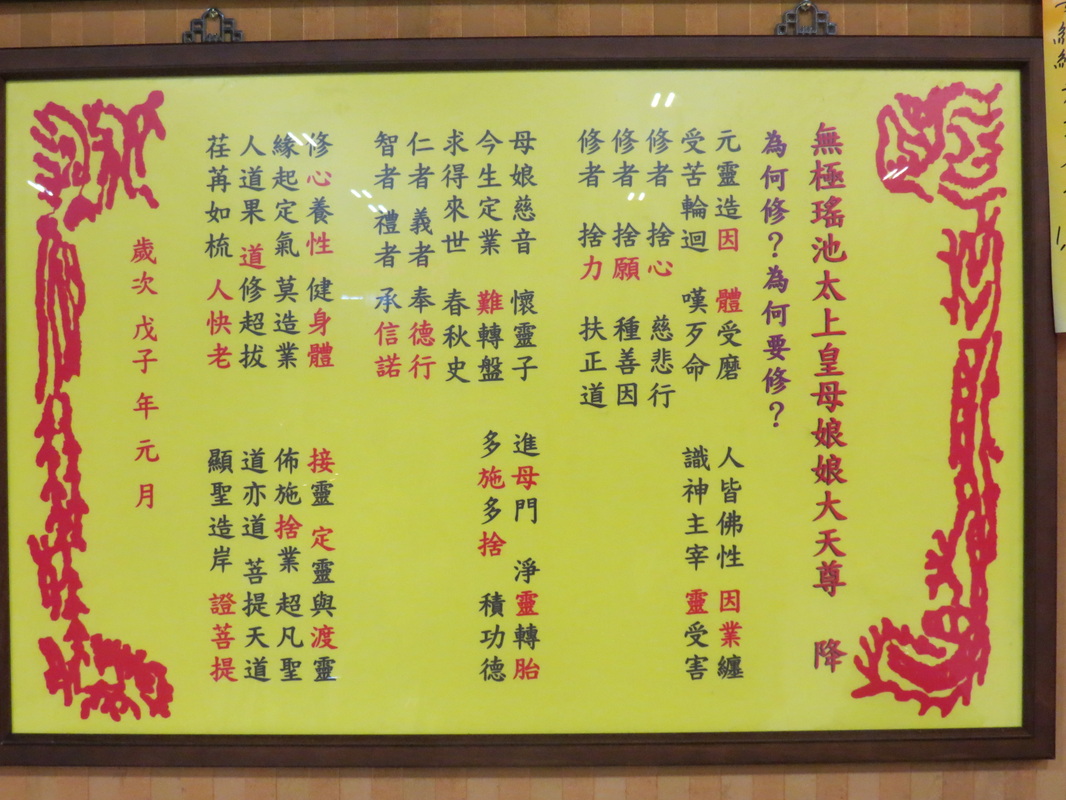 無極瑤池太上皇母娘娘大天尊 降
為何修？為何要修？
元靈造因 體受磨 人皆佛性 因業纏
受苦輪迴 嘆歹命 識神主宰 靈受害
修者 捨心 慈悲行
修者 捨願 種善因
修者 捨力 扶正道
母娘慈音 懷靈子 進母門 淨靈轉胎
今生定業 難轉盤 多施多捨 積功德
求得來世 春秋史
仁者 義者 奉德行
智者 禮者 承信諾
修心養性 健身體 接靈 定靈與渡靈
緣起定氣 莫造業 佈施捨業 超凡聖
人道果 道修超拔 道亦道 菩提天道
荏苒如梳 人快老 顯聖造岸 證菩提
歲次 戊子 年 元 月